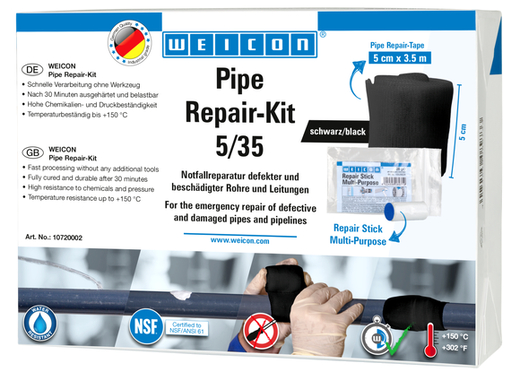 WEICON
Pipe
Repair-Kit
5/35
Notfallreparatur defekter und
beschädigter Rohre und Leitungen
For the emergency repair of defective
and damaged pipes and pipelines
www.weicon.com
DE WEICON
Pipe Repair-Kit
• Schnelle Verarbeitung ohne Werkzeug
• Nach 30 Minuten ausgehärtet und belastbar
• Hohe Chemikalien- und Druckbeständigkeit
• Temperaturbeständig bis +150 °C
GB WEICON
Pipe Repair-Kit
• Fast processing without any additional tools
• Fully cured and durable after 30 minutes
• High resistance to chemicals and pressure
• Temperature resistance up to +150 °C
Art. No.: 10720002
Pipe Repair-Tape
5 cm x 3.5 m
schwarz/black
5 cm
Repair Stick
Multi-Purpose
Repair Stick
Multi-Purpose
WATER
RESISTANT
NSF
Certified to
NSF/ANSI 61
+150 °C
+302 °F